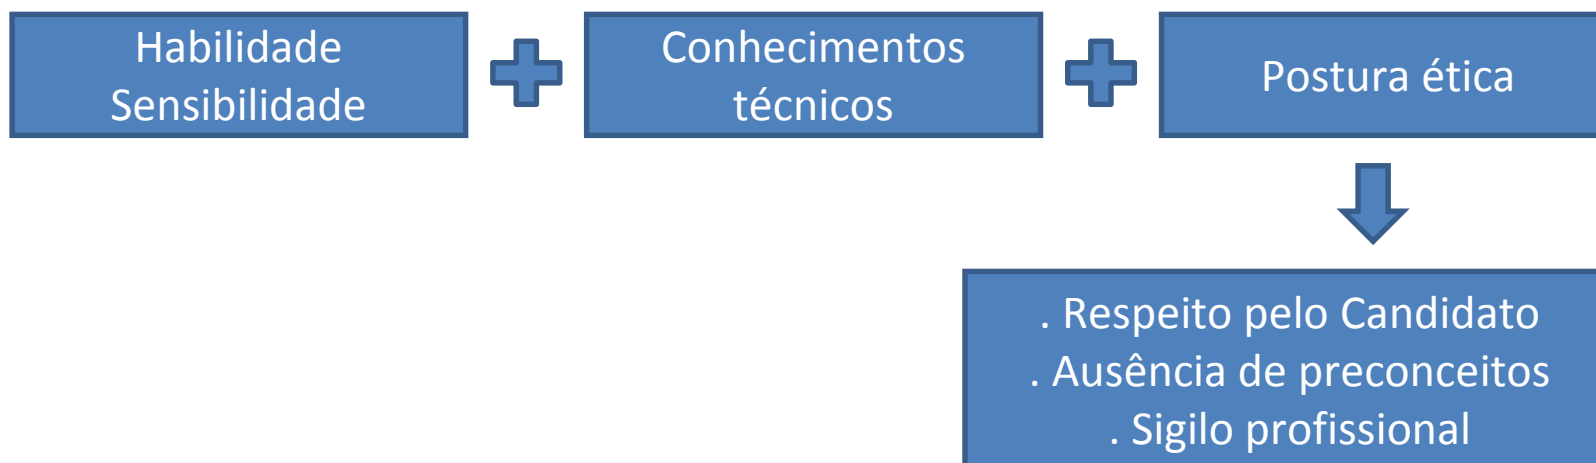 Habilidade
Sensibilidade
Conhecimentos
técnicos
Postura ética
. Respeito pelo Candidato
. Ausência de preconceitos
. Sigilo profissional